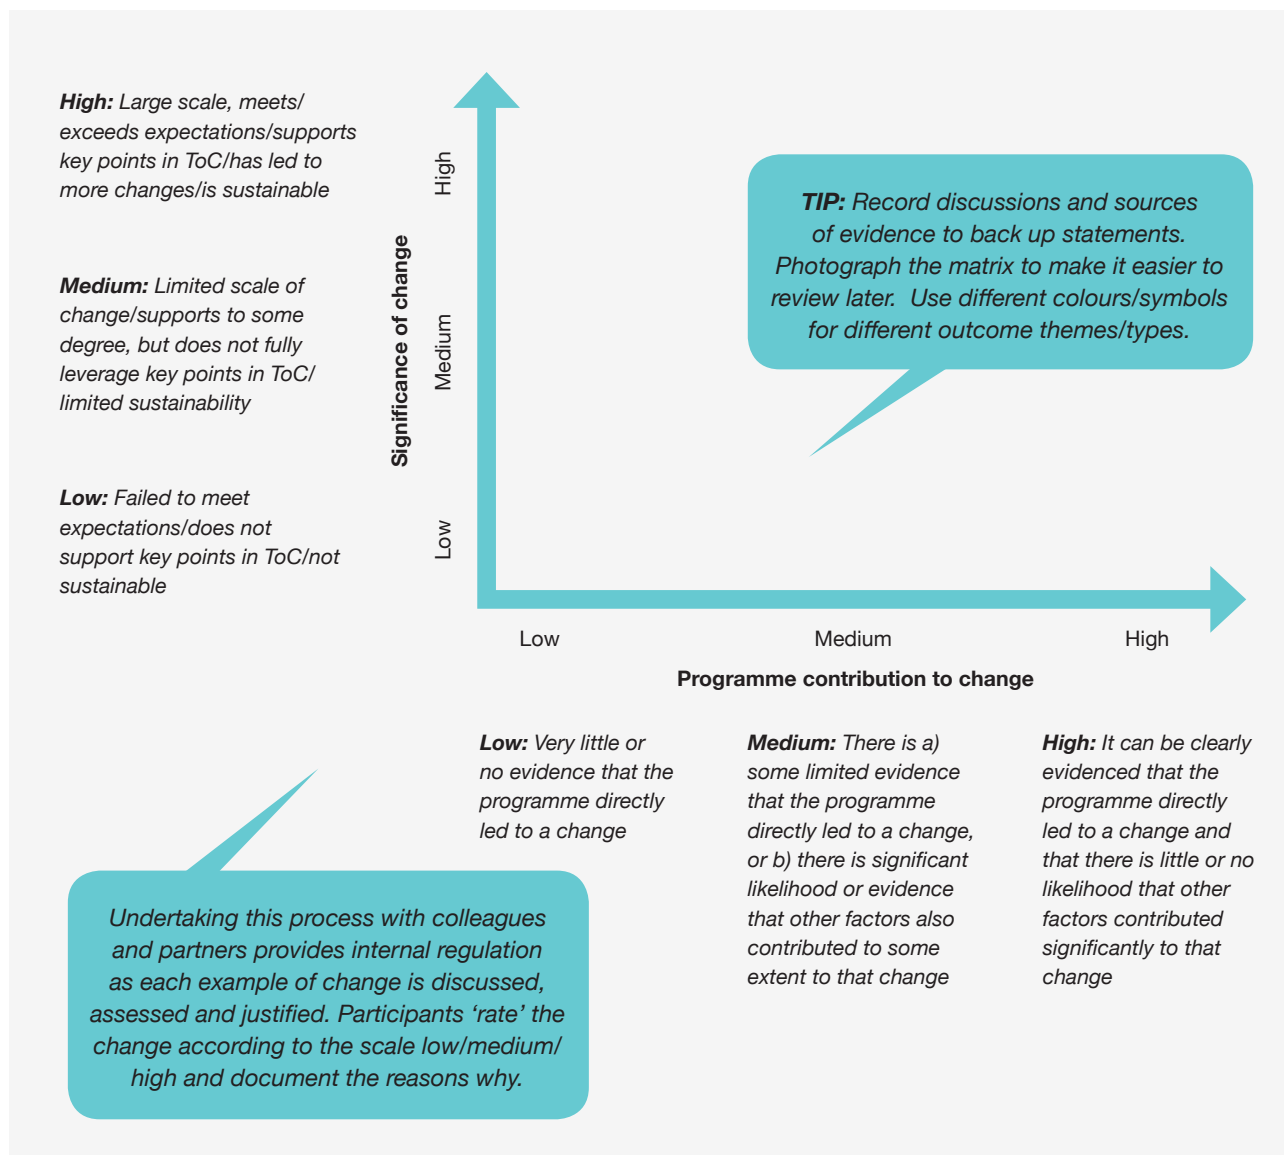 High: Large scale, meets/
exceeds expectations/supports
key points in ToC/has led to
more changes/is sustainable
Medium: Limited scale of
change/supports to some
degree, but does not fully
leverage key points in ToC/
limited sustainability
Low: Failed to meet
expectations/does not
support key points in ToC/not
sustainable
Significance of change
High
Medium
Low
TIP: Record discussions and sources
of evidence to back up statements.
Photograph the matrix to make it easier to
review later.  Use different colours/symbols
for different outcome themes/types.
Low
Medium
High
Programme contribution to change
Low: Very little or
no evidence that the
programme directly
led to a change
Medium: There is a)
some limited evidence
that the programme
directly led to a change,
or b) there is significant
likelihood or evidence
that other factors also
contributed to some
extent to that change
High: It can be clearly
evidenced that the
programme directly
led to a change and
that there is little or no
likelihood that other
factors contributed
significantly to that
change
Undertaking this process with colleagues
and partners provides internal regulation
as each example of change is discussed,
assessed and justified. Participants ‘rate’ the
change according to the scale low/medium/
high and document the reasons why.